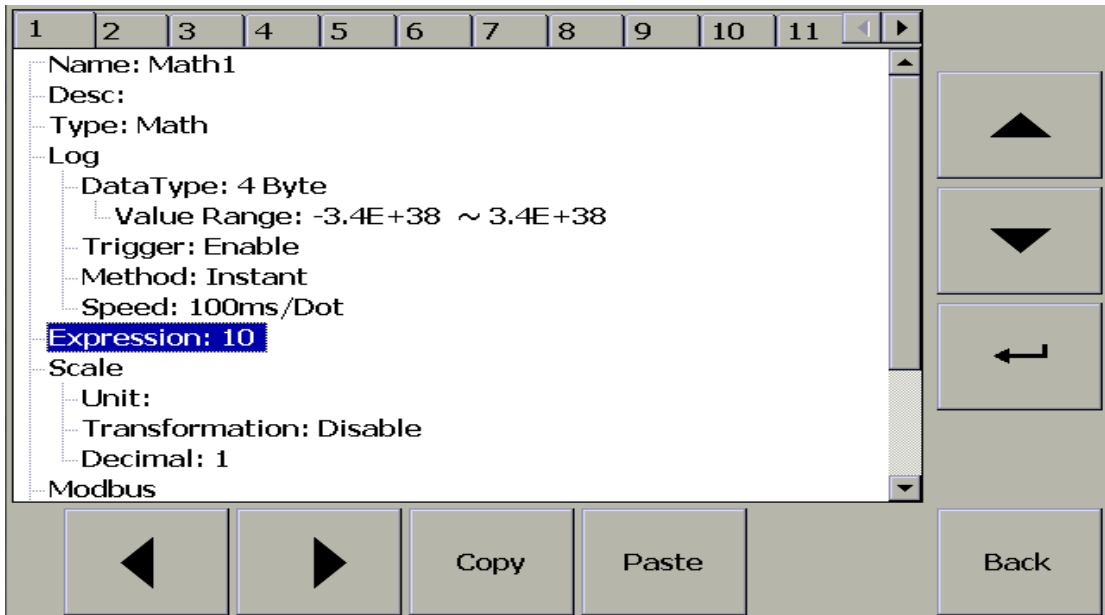 1 2 3 4 5 6 7 8 9 10 11
Name: Math1
Desc:
Type: Math
Log
DataType: 4 Byte
Value Range: -3.4E+38 ~ 3.4E+38
Trigger: Enable
Method: Instant
Speed: 100ms/Dot
Expression: 10
Scale
Unit:
Transformation: Disable
Decimal: 1
Modbus
Copy Paste Back